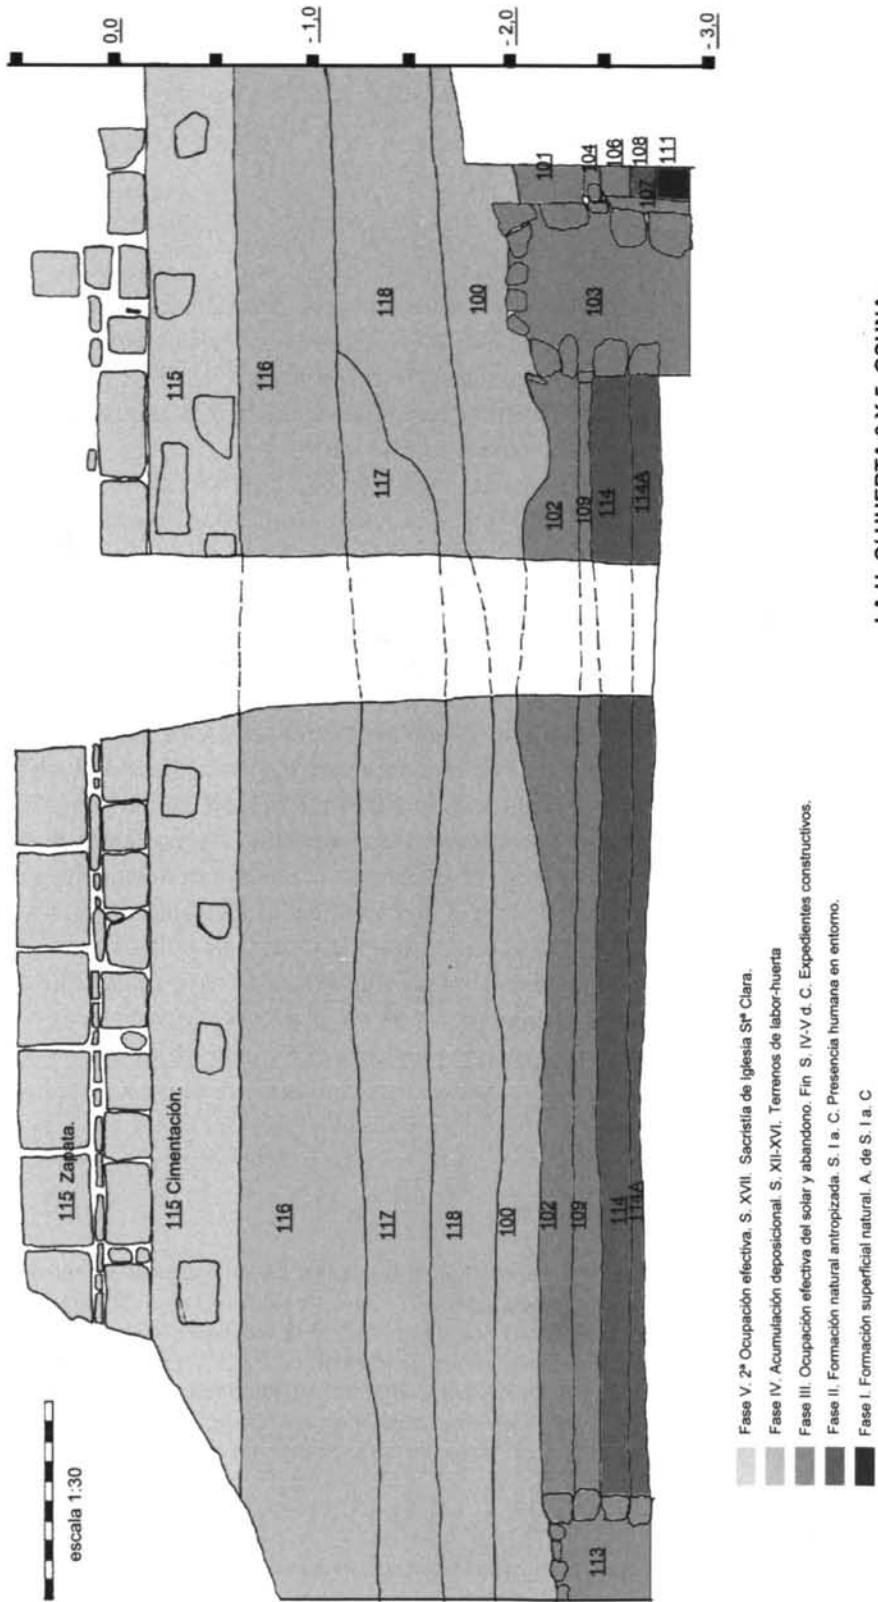 0,0
- 1,0
- 2,0
- 3,0
115
116
118
117
100
101
104
106
108
107
111
103
102
109
114
114A
115 Zapata.
115 Cimentación.
116
117
118
100
102
109
114
114A
113
escala 1:30
Fase V. 2ª Ocupación efectiva. S. XVII. Sacristía de Iglesia Stª Clara.
Fase IV. Acumulación deposicional. S. XII-XVI. Terrenos de labor-huerta
Fase III. Ocupación efectiva del solar y abandono. Fin S. IV-V d. C. Expedientes constructivos.
Fase II. Formación natural antropizada. S. I a. C. Presencia humana en entorno.
Fase I. Formación superficial natural. A. de S. I a. C